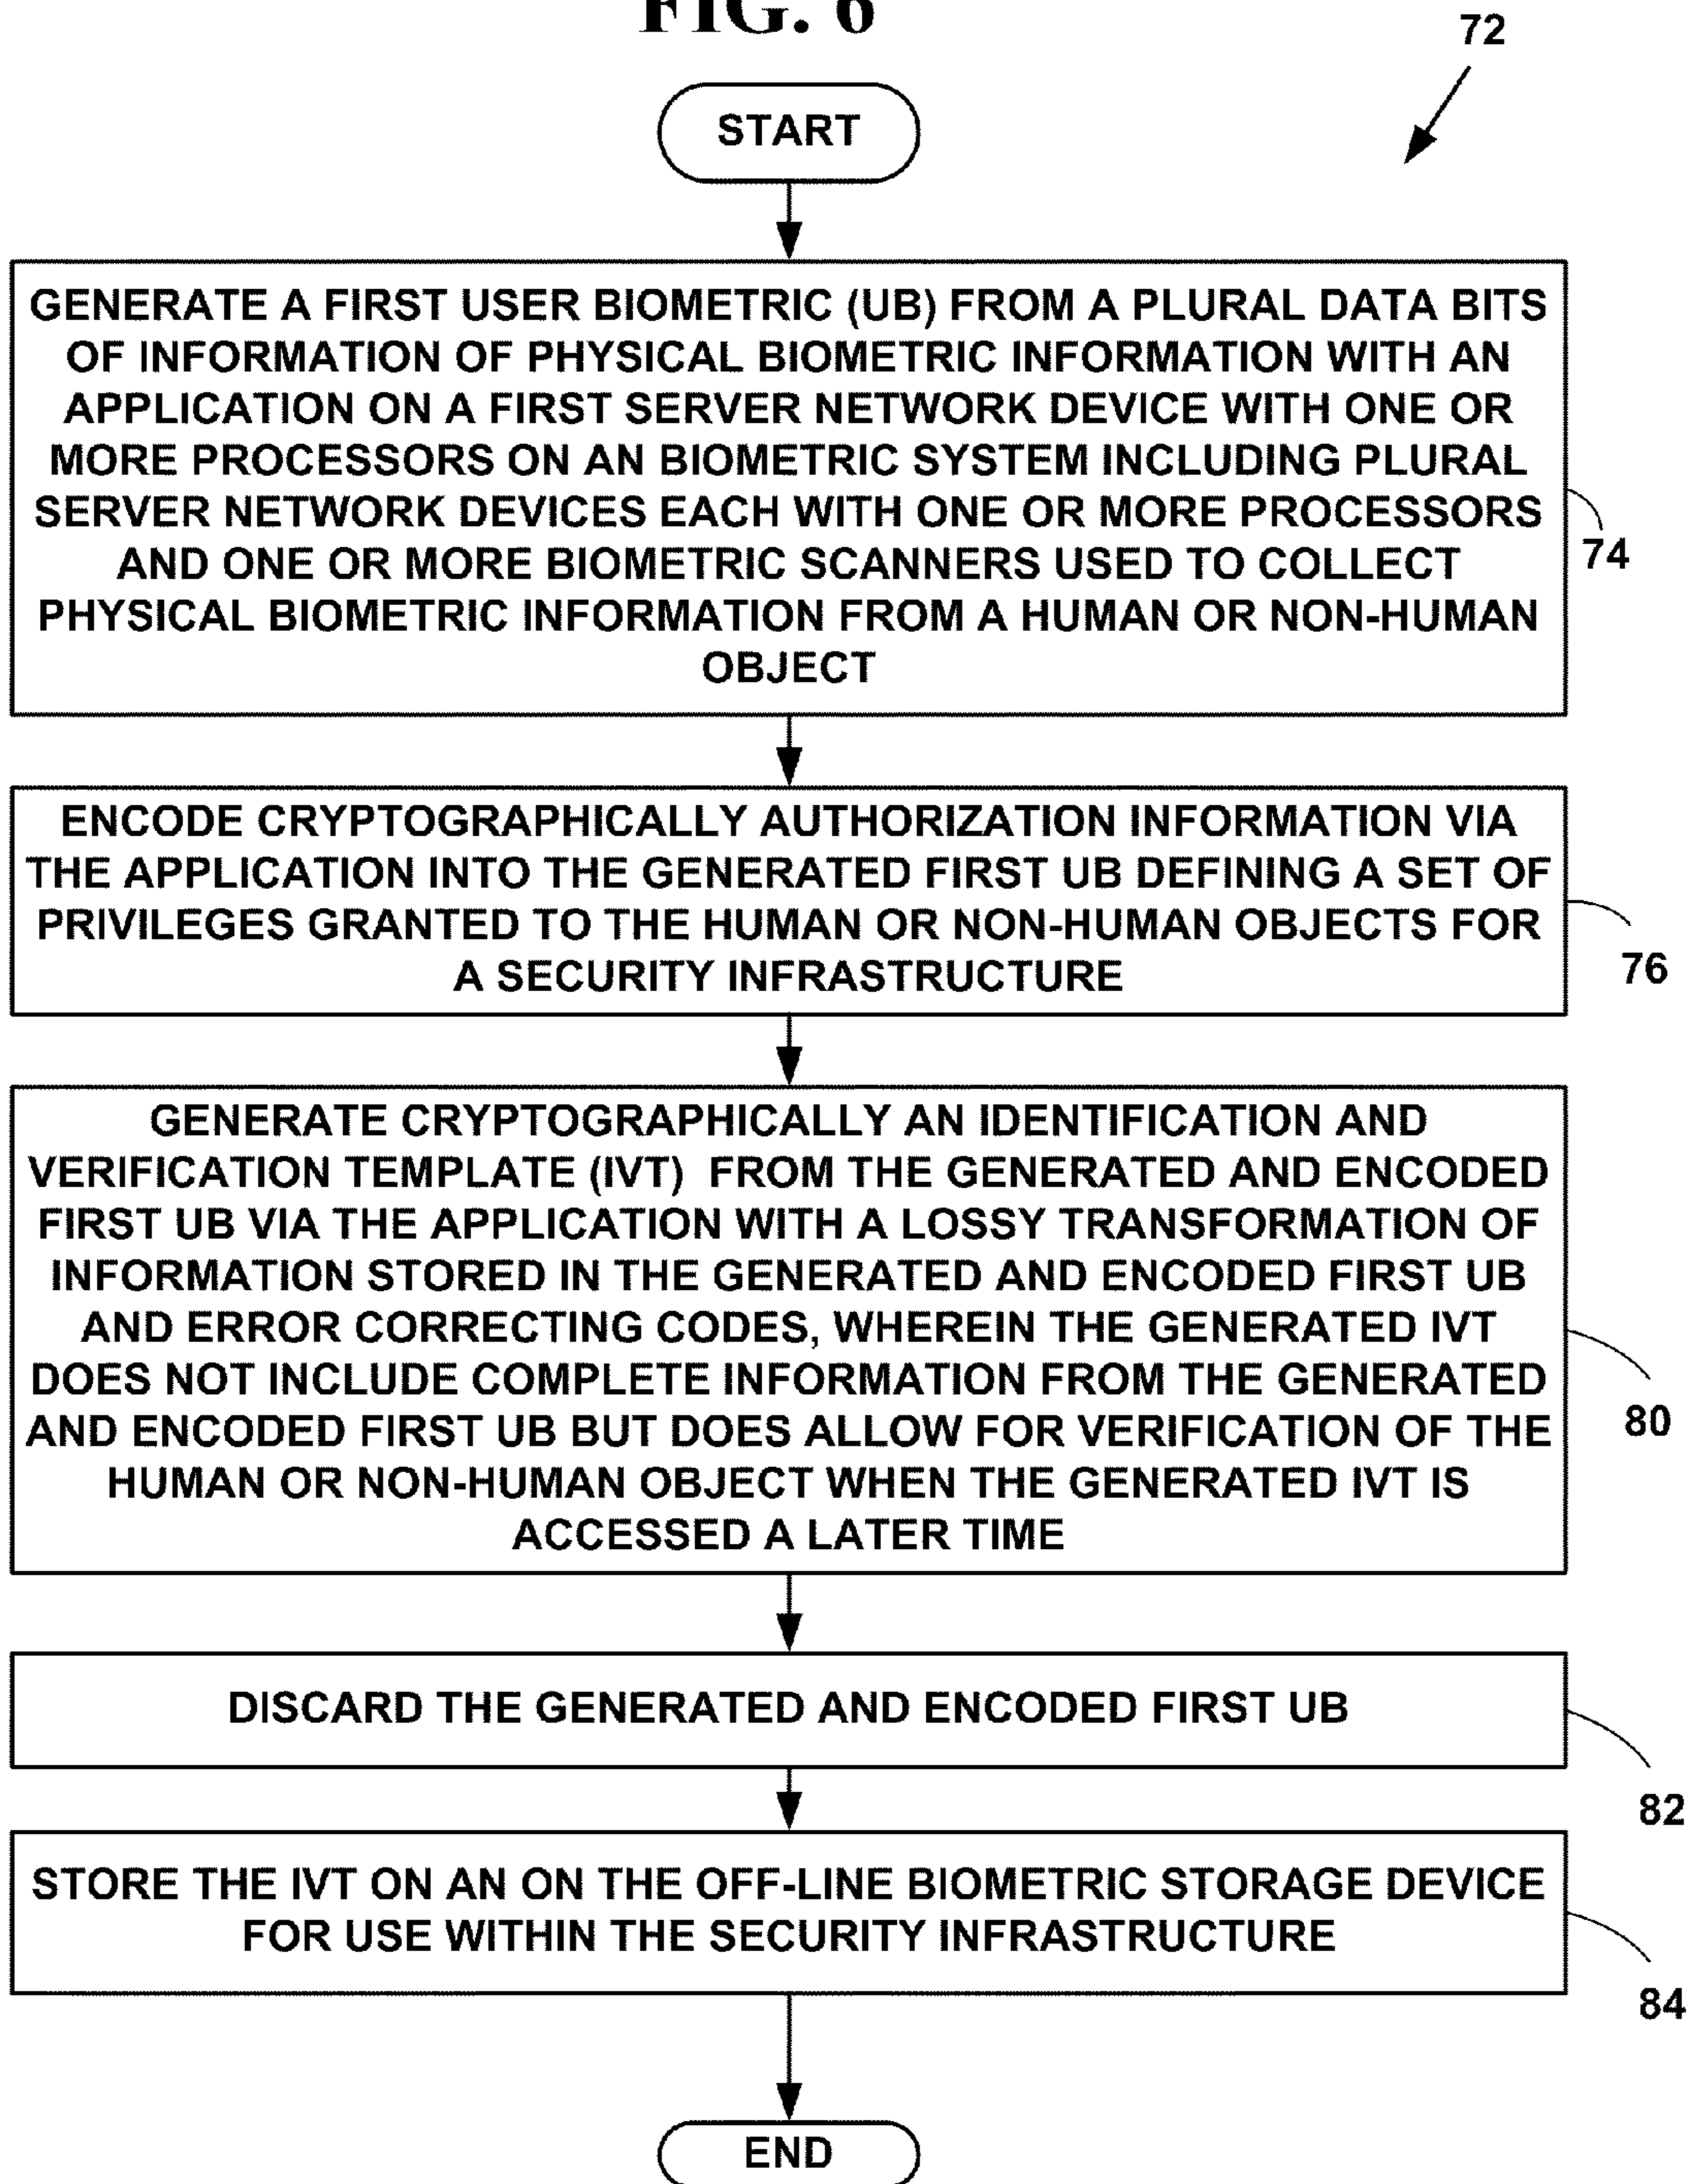 FIG. 6
72
START
GENERATE A FIRST USER BIOMETRIC (UB) FROM A PLURAL DATA BITS
OF INFORMATION OF PHYSICAL BIOMETRIC INFORMATION WITH AN
APPLICATION ON A FIRST SERVER NETWORK DEVICE WITH ONE OR
MORE PROCESSORS ON AN BIOMETRIC SYSTEM INCLUDING PLURAL
SERVER NETWORK DEVICES EACH WITH ONE OR MORE PROCESSORS
AND ONE OR MORE BIOMETRIC SCANNERS USED TO COLLECT
PHYSICAL BIOMETRIC INFORMATION FROM A HUMAN OR NON-HUMAN
OBJECT
74
ENCODE CRYPTOGRAPHICALLY AUTHORIZATION INFORMATION VIA
THE APPLICATION INTO THE GENERATED FIRST UB DEFINING A SET OF
PRIVILEGES GRANTED TO THE HUMAN OR NON-HUMAN OBJECTS FOR
A SECURITY INFRASTRUCTURE
76
GENERATE CRYPTOGRAPHICALLY AN IDENTIFICATION AND
VERIFICATION TEMPLATE (IVT) FROM THE GENERATED AND ENCODED
FIRST UB VIA THE APPLICATION WITH A LOSSY TRANSFORMATION OF
INFORMATION STORED IN THE GENERATED AND ENCODED FIRST UB
AND ERROR CORRECTING CODES, WHEREIN THE GENERATED IVT
DOES NOT INCLUDE COMPLETE INFORMATION FROM THE GENERATED
AND ENCODED FIRST UB BUT DOES ALLOW FOR VERIFICATION OF THE
HUMAN OR NON-HUMAN OBJECT WHEN THE GENERATED IVT IS
ACCESSED A LATER TIME
80
DISCARD THE GENERATED AND ENCODED FIRST UB
82
STORE THE IVT ON AN ON THE OFF-LINE BIOMETRIC STORAGE DEVICE
FOR USE WITHIN THE SECURITY INFRASTRUCTURE
84
END